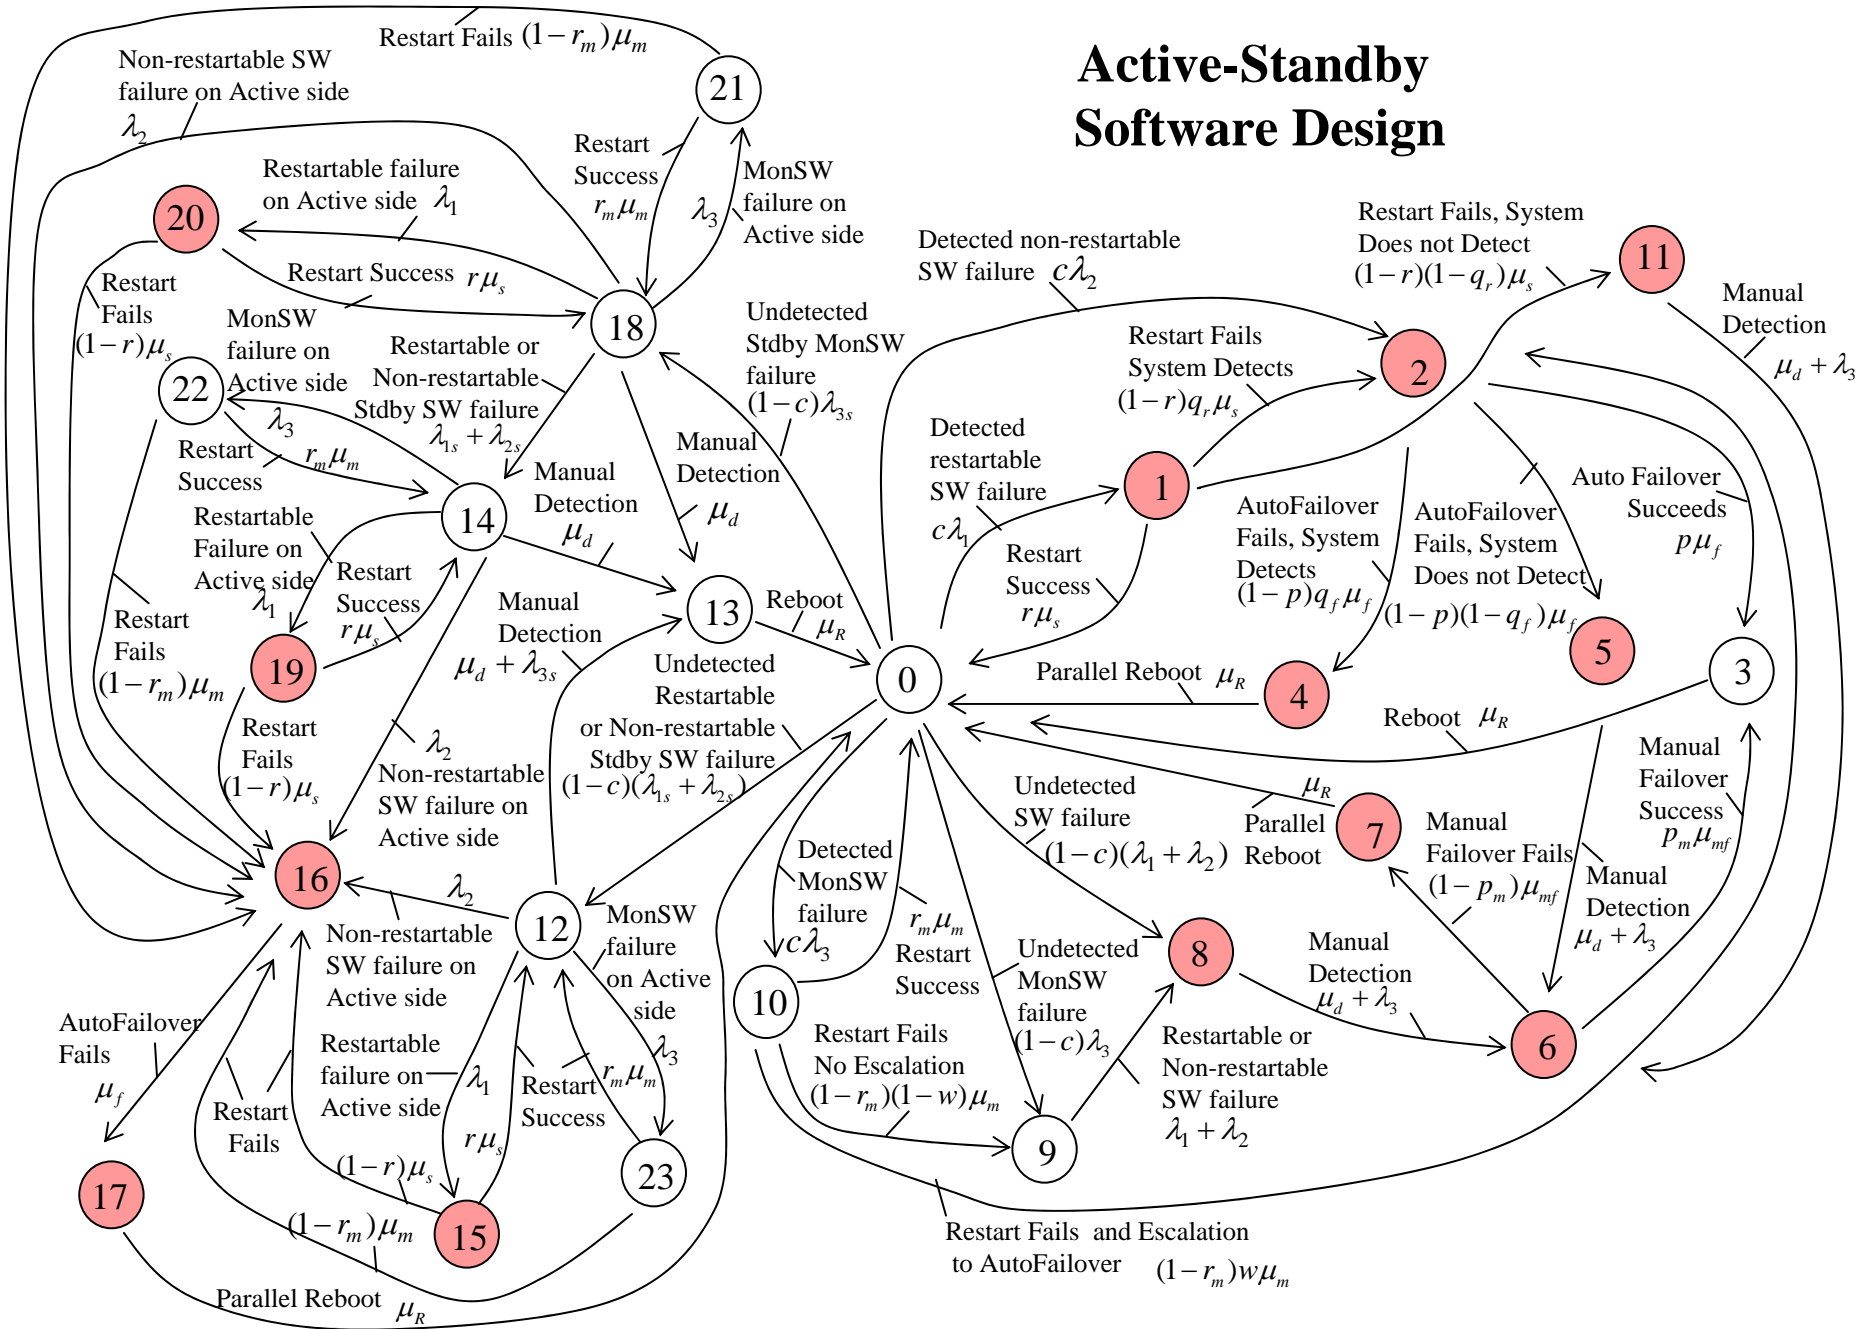 Active-Standby
Software Design
Restart Fails (1−r_m)μ_m
Non-restartable SW
failure on Active side
λ_2
21
Restart
Success
r_mμ_m
λ_3
MonSW
failure on
Active side
Restartable failure
on Active side λ_1
20
Restart Success rμ_s
Restart
Fails
(1−r)μ_s
18
MonSW
failure on
Active side
λ_3
22
Restartable or
Non-restartable
Stdby SW failure
λ_1s + λ_2s
Undetected
Stdby MonSW
failure
(1−c)λ_3s
Restart
Success
r_mμ_m
Manual
Detection
μ_d
Manual
Detection
μ_d
14
Restartable
Failure on
Active side
λ_1
Restart
Success
rμ_s
19
Restart
Fails
(1−r_m)μ_m
Restart
Fails
(1−r)μ_s
λ_2
Non-restartable
SW failure on
Active side
Manual
Detection
μ_d + λ_3s
13
Reboot
μ_R
0
Undetected
Restartable
or Non-restartable
Stdby SW failure
(1−c)(λ_1s + λ_2s)
16
λ_2
Non-restartable
SW failure on
Active side
12
MonSW
failure
on Active
side
λ_3
AutoFailover
Fails
μ_f
17
Restart
Fails
Restartable
failure on
Active side
λ_1
rμ_s
Restart
Success
r_mμ_m
(1−r)μ_s
(1−r_m)μ_m
15
23
Parallel Reboot μ_R
Detected non-restartable
SW failure cλ_2
Restart Fails, System
Does not Detect
(1−r)(1−q_r)μ_s
11
Manual
Detection
μ_d + λ_3
Restart Fails
System Detects
(1−r)q_rμ_s
2
Detected
restartable
SW failure
cλ_1
1
Restart
Success
rμ_s
AutoFailover
Fails, System
Detects
(1−p)q_fμ_f
AutoFailover
Fails, System
Does not Detect
(1−p)(1−q_f)μ_f
Auto Failover
Succeeds
pμ_f
Parallel Reboot μ_R
4
5
3
Reboot μ_R
Undetected
SW failure
(1−c)(λ_1 + λ_2)
μ_R
Parallel
Reboot
7
Manual
Failover Fails
(1−p_m)μ_mf
Manual
Failover
Success
p_mμ_mf
Manual
Detection
μ_d + λ_3
Detected
MonSW
failure
cλ_3
r_mμ_m
Restart
Success
10
Undetected
MonSW
failure
(1−c)λ_3
8
Manual
Detection
μ_d + λ_3
6
Restart Fails
No Escalation
(1−r_m)(1−w)μ_m
9
Restartable or
Non-restartable
SW failure
λ_1 + λ_2
Restart Fails and Escalation
to AutoFailover (1−r_m)wμ_m